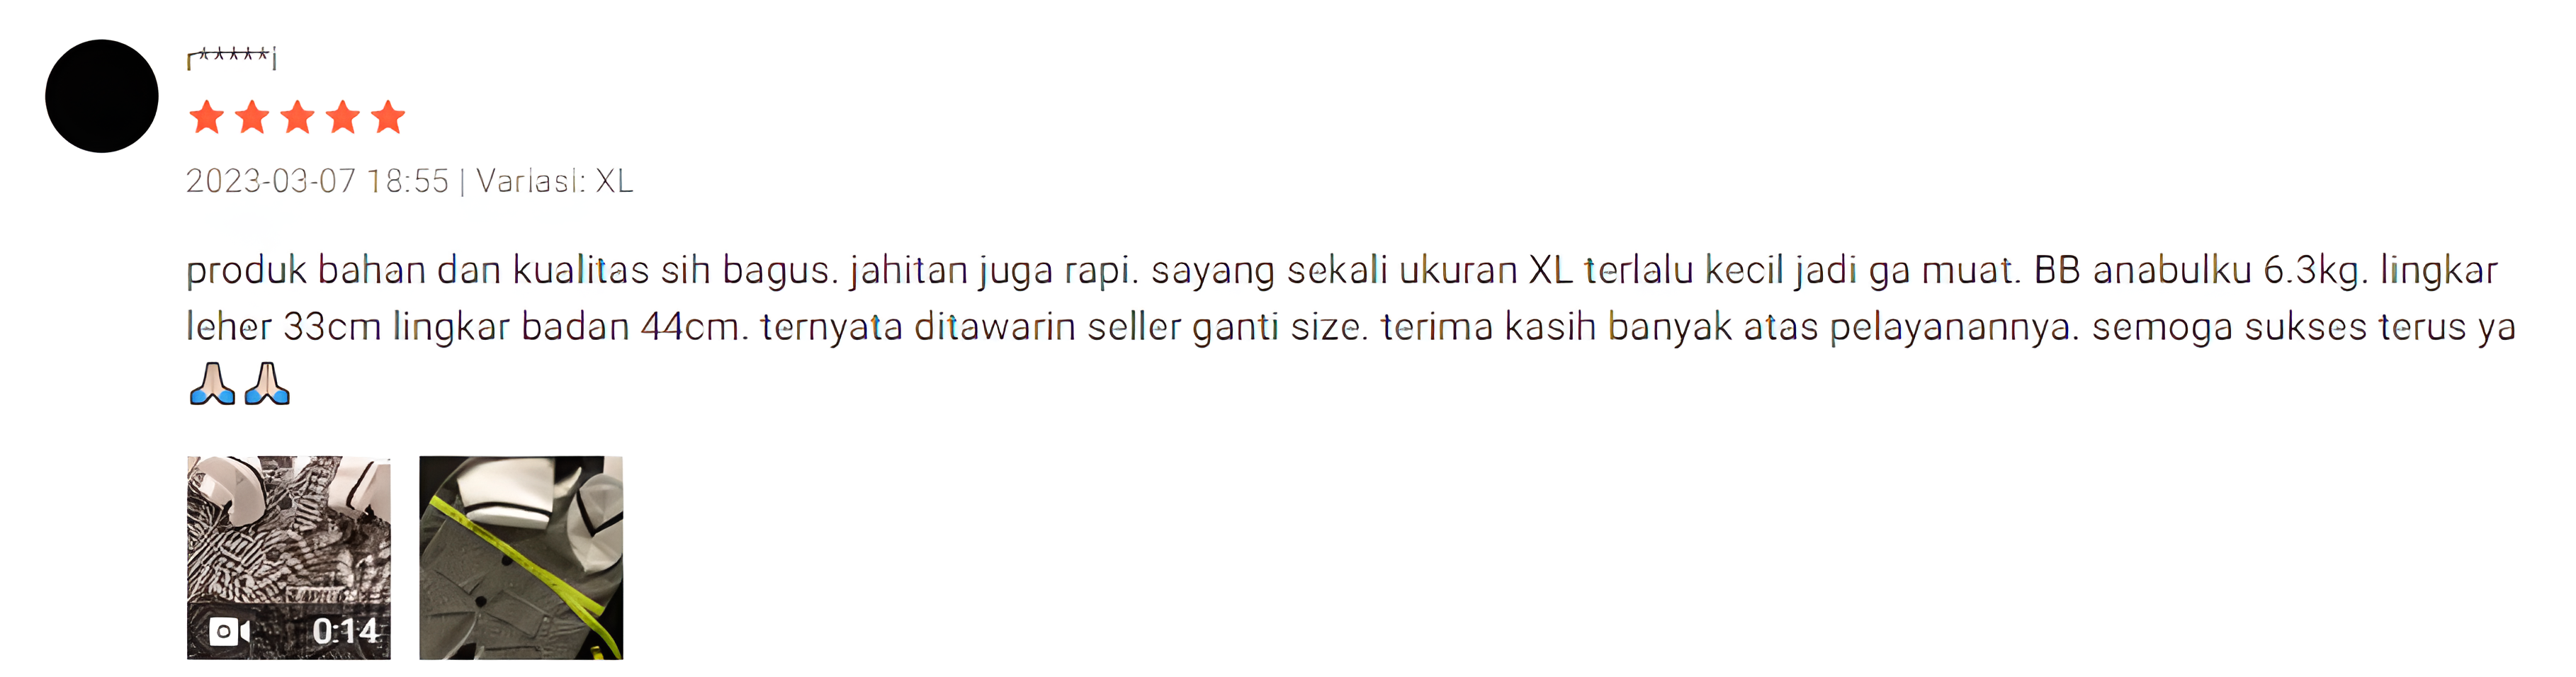 r*****i
2023-03-07 18:55 | Variasi: XL
produk bahan dan kualitas sih bagus. jahitan juga rapi. sayang sekali ukuran XL terlalu kecil jadi ga muat. BB anabulku 6.3kg. lingkar
leher 33cm lingkar badan 44cm. ternyata ditawarin seller ganti size. terima kasih banyak atas pelayanannya. semoga sukses terus ya
🙏🏻🙏🏻
0:14